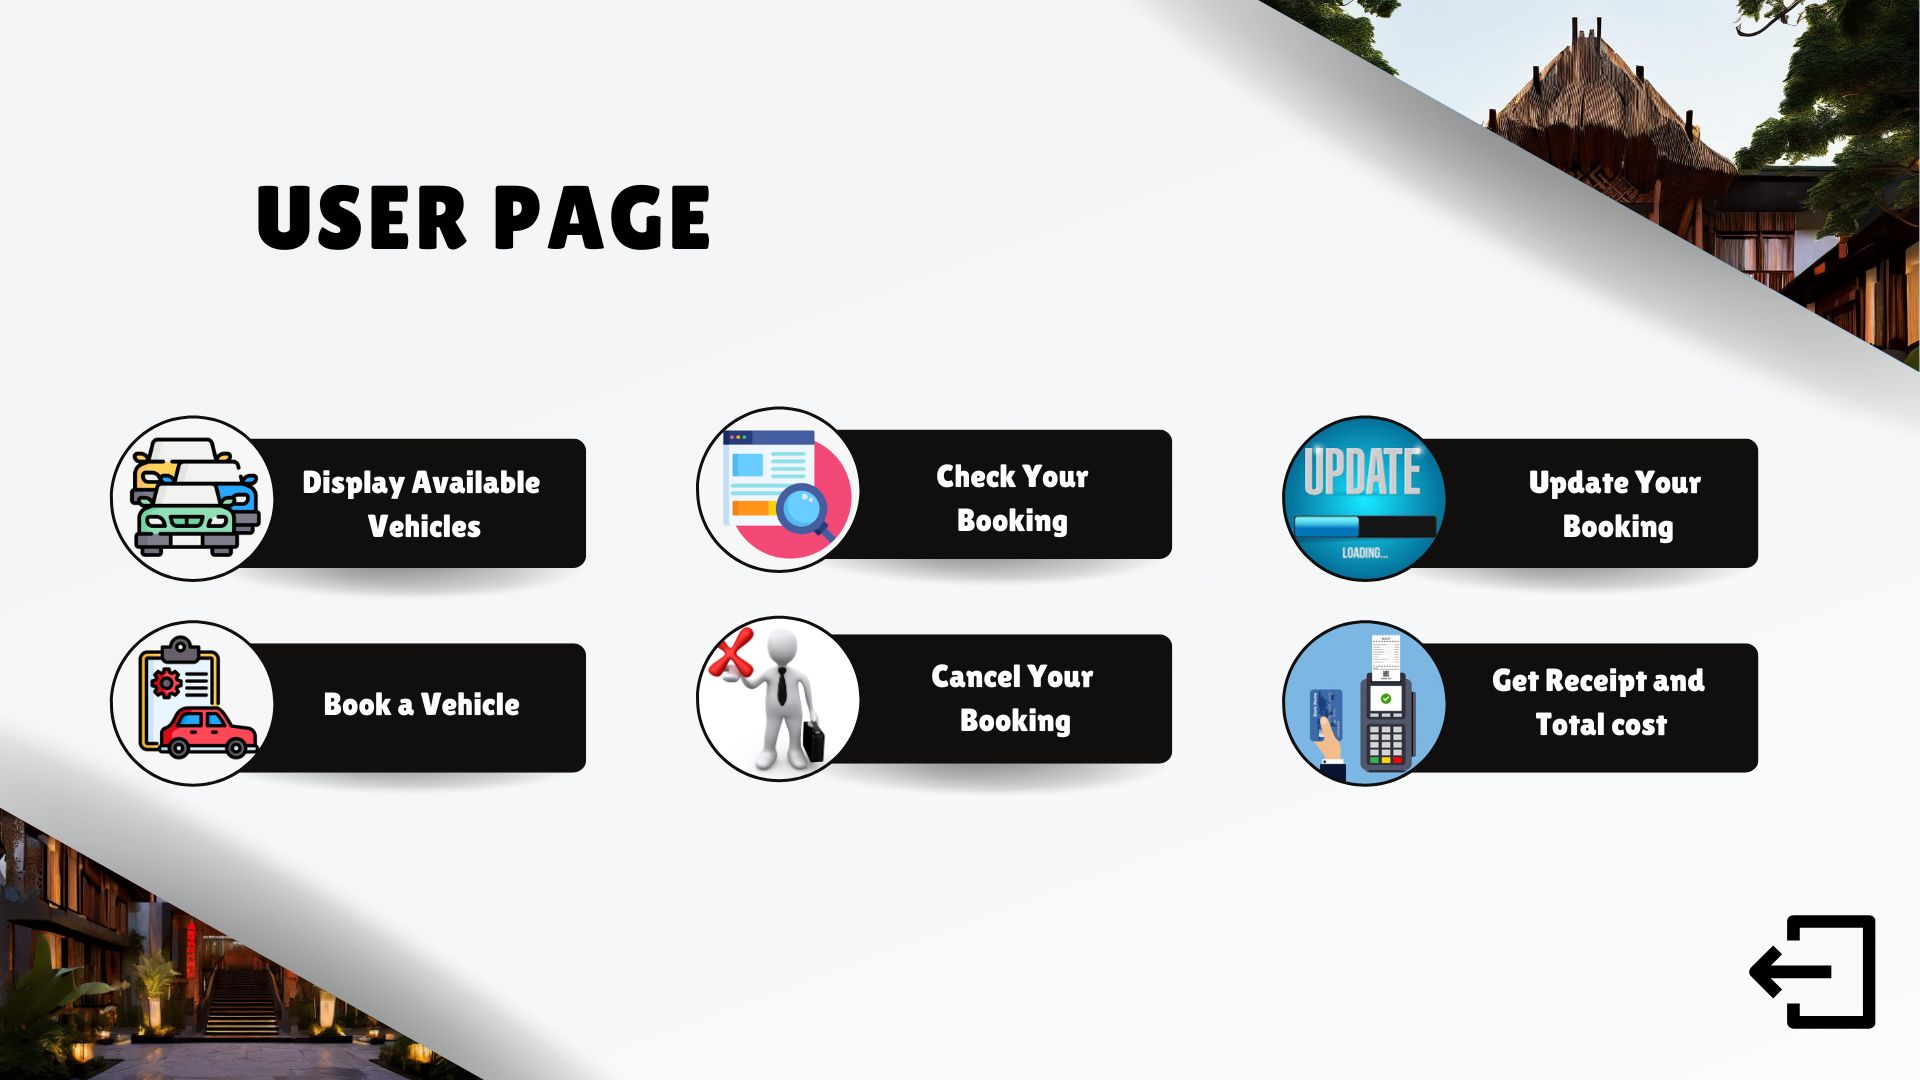 USER PAGE
Display Available
Vehicles
Check Your
Booking
UPDATE
LOADING...
Update Your
Booking
Book a Vehicle
Cancel Your
Booking
Get Receipt and
Total cost